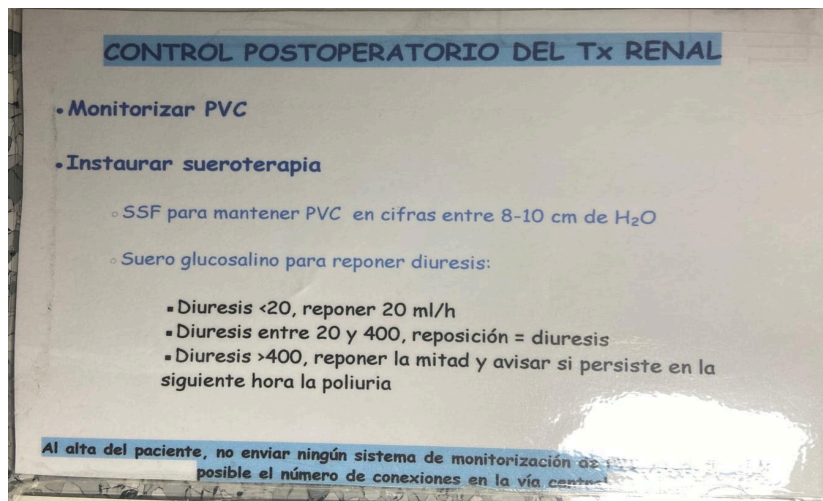 CONTROL POSTOPERATORIO DEL Tx RENAL
• Monitorizar PVC
• Instaurar sueroterapia
◦ SSF para mantener PVC en cifras entre 8-10 cm de H₂O
◦ Suero glucosalino para reponer diuresis:
▪ Diuresis <20, reponer 20 ml/h
▪ Diuresis entre 20 y 400, reposición = diuresis
▪ Diuresis >400, reponer la mitad y avisar si persiste en la
siguiente hora la poliuria
Al alta del paciente, no enviar ningún sistema de monitorización de
posible el número de conexiones en la vía central